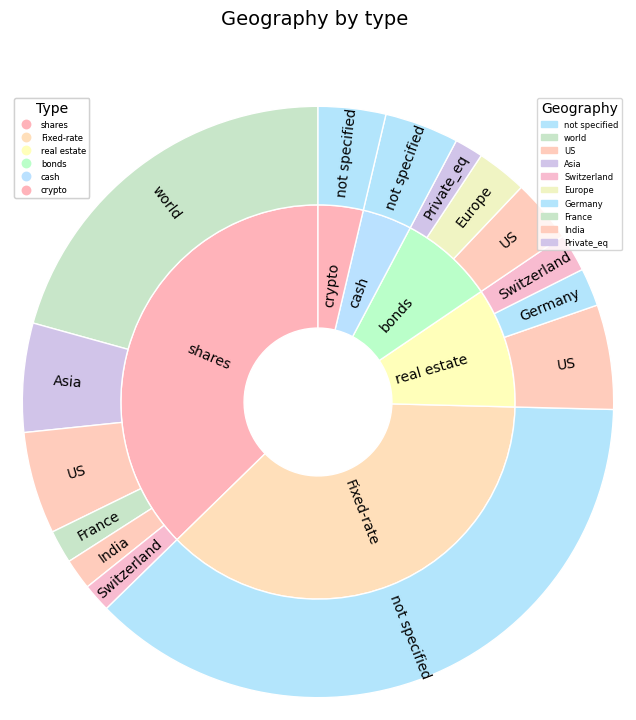 Geography by type
Type
shares
Fixed-rate
real estate
bonds
cash
crypto
Geography
not specified
world
US
Asia
Switzerland
Europe
Germany
France
India
Private_eq
not specified
not specified
Private_eq
Europe
US
Switzerland
Germany
US
not specified
Switzerland
India
France
US
Asia
world
crypto
cash
bonds
real estate
Fixed-rate
shares